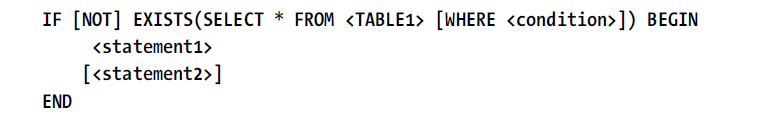 IF [NOT] EXISTS(SELECT * FROM <TABLE1> [WHERE <condition>]) BEGIN
<statement1>
[<statement2>]
END